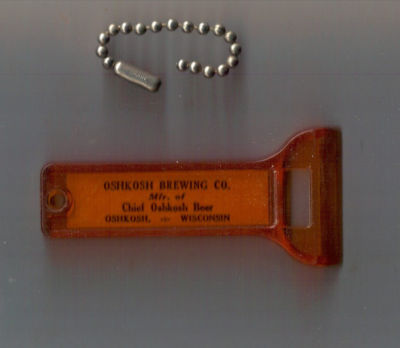 OSHKOSH BREWING CO.
Mfr. of
Chief Oshkosh Beer
OSHKOSH, WISCONSIN